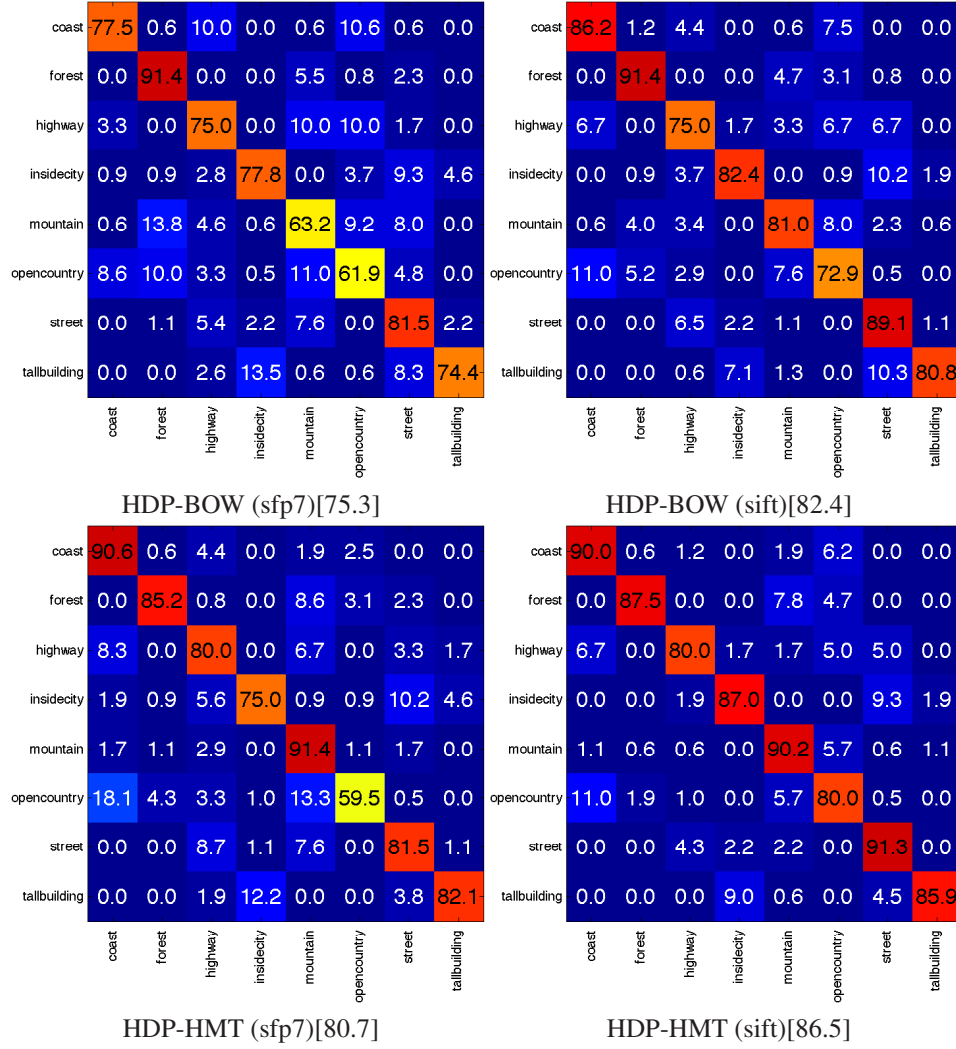 coast 77.5 0.6 10.0 0.0 0.6 10.6 0.6 0.0
forest 0.0 91.4 0.0 0.0 5.5 0.8 2.3 0.0
highway 3.3 0.0 75.0 0.0 10.0 10.0 1.7 0.0
insidecity 0.9 0.9 2.8 77.8 0.0 3.7 9.3 4.6
mountain 0.6 13.8 4.6 0.6 63.2 9.2 8.0 0.0
opencountry 8.6 10.0 3.3 0.5 11.0 61.9 4.8 0.0
street 0.0 1.1 5.4 2.2 7.6 0.0 81.5 2.2
tallbuilding 0.0 0.0 2.6 13.5 0.6 0.6 8.3 74.4
coast forest highway insidecity mountain opencountry street tallbuilding
HDP-BOW (sfp7)[75.3]
coast 86.2 1.2 4.4 0.0 0.0 7.5 0.0 0.0
forest 0.0 91.4 0.0 0.0 4.7 3.1 0.8 0.0
highway 6.7 0.0 75.0 1.7 3.3 6.7 6.7 0.0
insidecity 0.0 0.9 3.7 82.4 0.0 0.9 10.2 1.9
mountain 0.6 4.0 3.4 0.0 81.0 8.0 2.3 0.6
opencountry 11.0 5.2 2.9 0.0 7.6 72.9 0.5 0.0
street 0.0 0.0 6.5 2.2 1.1 0.0 89.1 1.1
tallbuilding 0.0 0.0 0.6 7.1 1.3 0.0 10.3 80.8
coast forest highway insidecity mountain opencountry street tallbuilding
HDP-BOW (sift)[82.4]
coast 90.6 0.6 4.4 0.0 1.9 2.5 0.0 0.0
forest 0.0 85.2 0.8 0.0 8.6 3.1 2.3 0.0
highway 8.3 0.0 80.0 0.0 6.7 0.0 3.3 1.7
insidecity 1.9 0.9 5.6 75.0 0.9 0.9 10.2 4.6
mountain 1.7 1.1 2.9 0.0 91.4 1.1 1.7 0.0
opencountry 18.1 4.3 3.3 1.0 13.3 59.5 0.5 0.0
street 0.0 0.0 8.7 1.1 7.6 0.0 81.5 1.1
tallbuilding 0.0 0.0 1.9 12.2 0.0 0.0 3.8 82.1
coast forest highway insidecity mountain opencountry street tallbuilding
HDP-HMT (sfp7)[80.7]
coast 90.0 0.6 1.2 0.0 1.9 6.2 0.0 0.0
forest 0.0 87.5 0.0 0.0 7.8 4.7 0.0 0.0
highway 6.7 0.0 80.0 1.7 1.7 5.0 5.0 0.0
insidecity 0.0 0.0 1.9 87.0 0.0 0.0 9.3 1.9
mountain 1.1 0.6 0.6 0.0 90.2 5.7 0.6 1.1
opencountry 11.0 1.9 1.0 0.0 5.7 80.0 0.5 0.0
street 0.0 0.0 4.3 2.2 2.2 0.0 91.3 0.0
tallbuilding 0.0 0.0 0.0 9.0 0.6 0.0 4.5 85.9
coast forest highway insidecity mountain opencountry street tallbuilding
HDP-HMT (sift)[86.5]